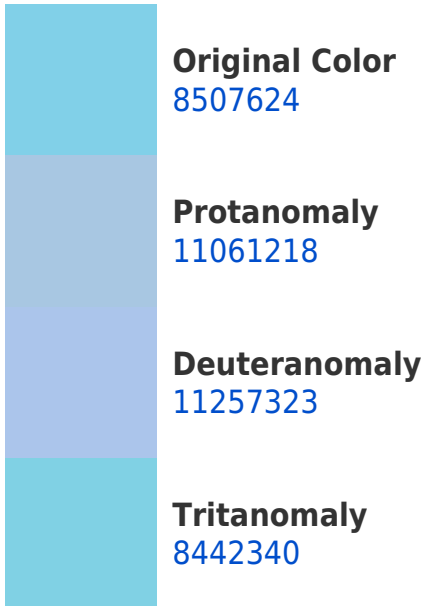 Original Color
8507624
Protanomaly
11061218
Deuteranomaly
11257323
Tritanomaly
8442340